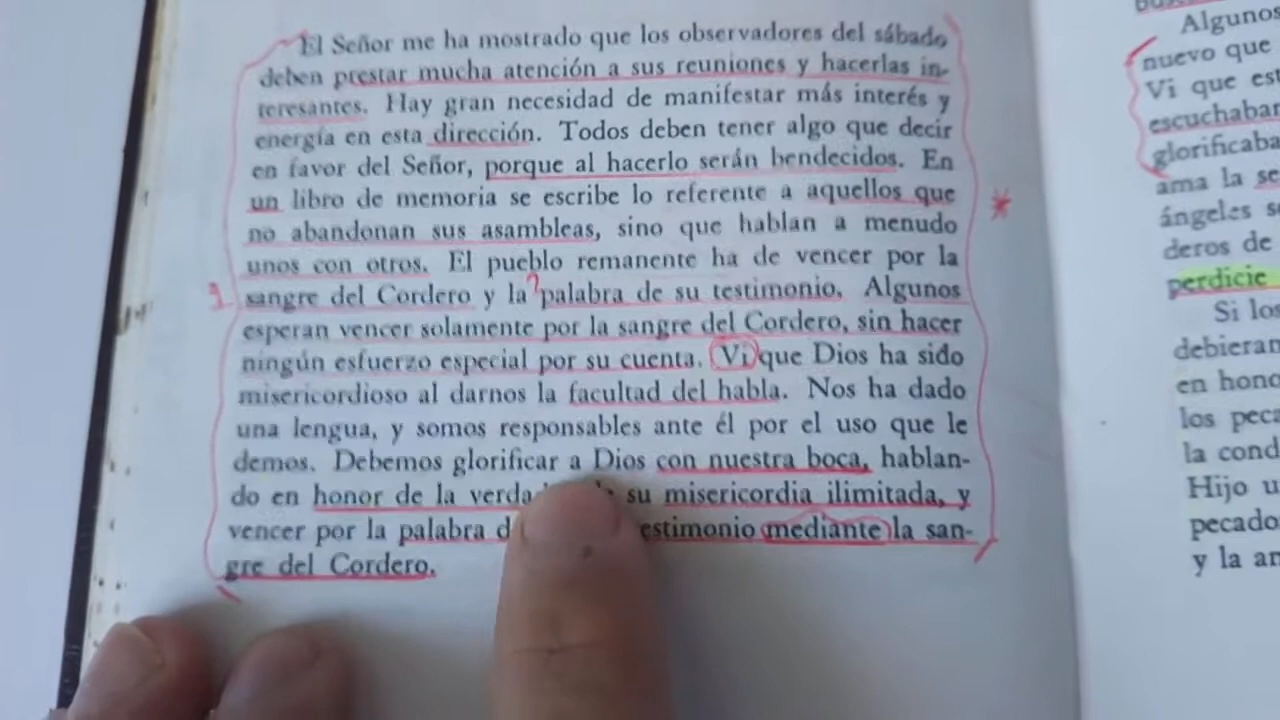 El Señor me ha mostrado que los observadores del sábado
deben prestar mucha atención a sus reuniones y hacerlas in-
teresantes. Hay gran necesidad de manifestar más interés y
energía en esta dirección. Todos deben tener algo que decir
en favor del Señor, porque al hacerlo serán bendecidos. En
un libro de memoria se escribe lo referente a aquellos que
no abandonan sus asambleas, sino que hablan a menudo
unos con otros. El pueblo remanente ha de vencer por la
sangre del Cordero y la palabra de su testimonio. Algunos
esperan vencer solamente por la sangre del Cordero, sin hacer
ningún esfuerzo especial por su cuenta. Vi que Dios ha sido
misericordioso al darnos la facultad del habla. Nos ha dado
una lengua, y somos responsables ante él por el uso que le
demos. Debemos glorificar a Dios con nuestra boca, hablan-
do en honor de la verda su misericordia ilimitada, y
vencer por la palabra d estimonio mediante la san-
gre del Cordero.
Algunos
nuevo que
Vi que est
escuchaban
glorificaba
ama la se
ángeles s
deros de
perdicie
Si los
debieran
en hono
los peca
la cond
Hijo u
pecado
y la an